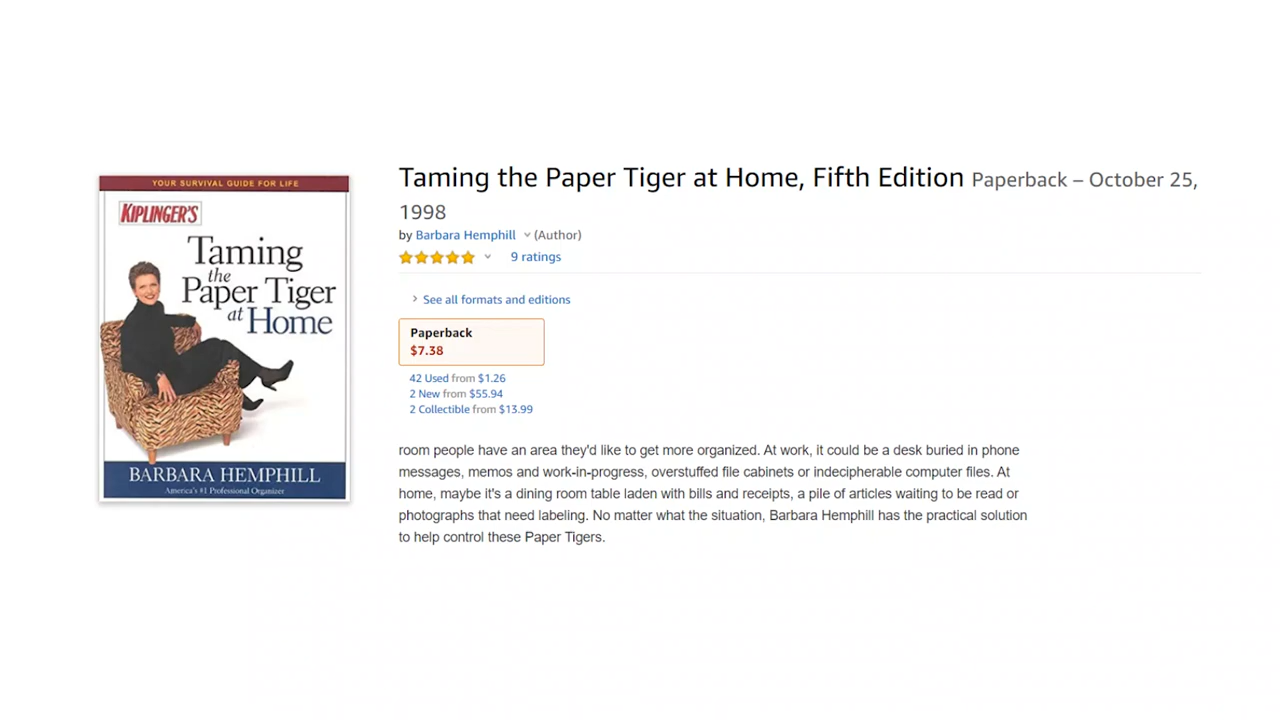 YOUR SURVIVAL GUIDE FOR LIFE
KIPLINGER'S
Taming
the
Paper Tiger
at Home
BARBARA HEMPHILL
America's #1 Professional Organizer
Taming the Paper Tiger at Home, Fifth Edition Paperback – October 25,
1998
by Barbara Hemphill (Author)
9 ratings
See all formats and editions
Paperback
$7.38
42 Used from $1.26
2 New from $55.94
2 Collectible from $13.99
room people have an area they'd like to get more organized. At work, it could be a desk buried in phone
messages, memos and work-in-progress, overstuffed file cabinets or indecipherable computer files. At
home, maybe it's a dining room table laden with bills and receipts, a pile of articles waiting to be read or
photographs that need labeling. No matter what the situation, Barbara Hemphill has the practical solution
to help control these Paper Tigers.